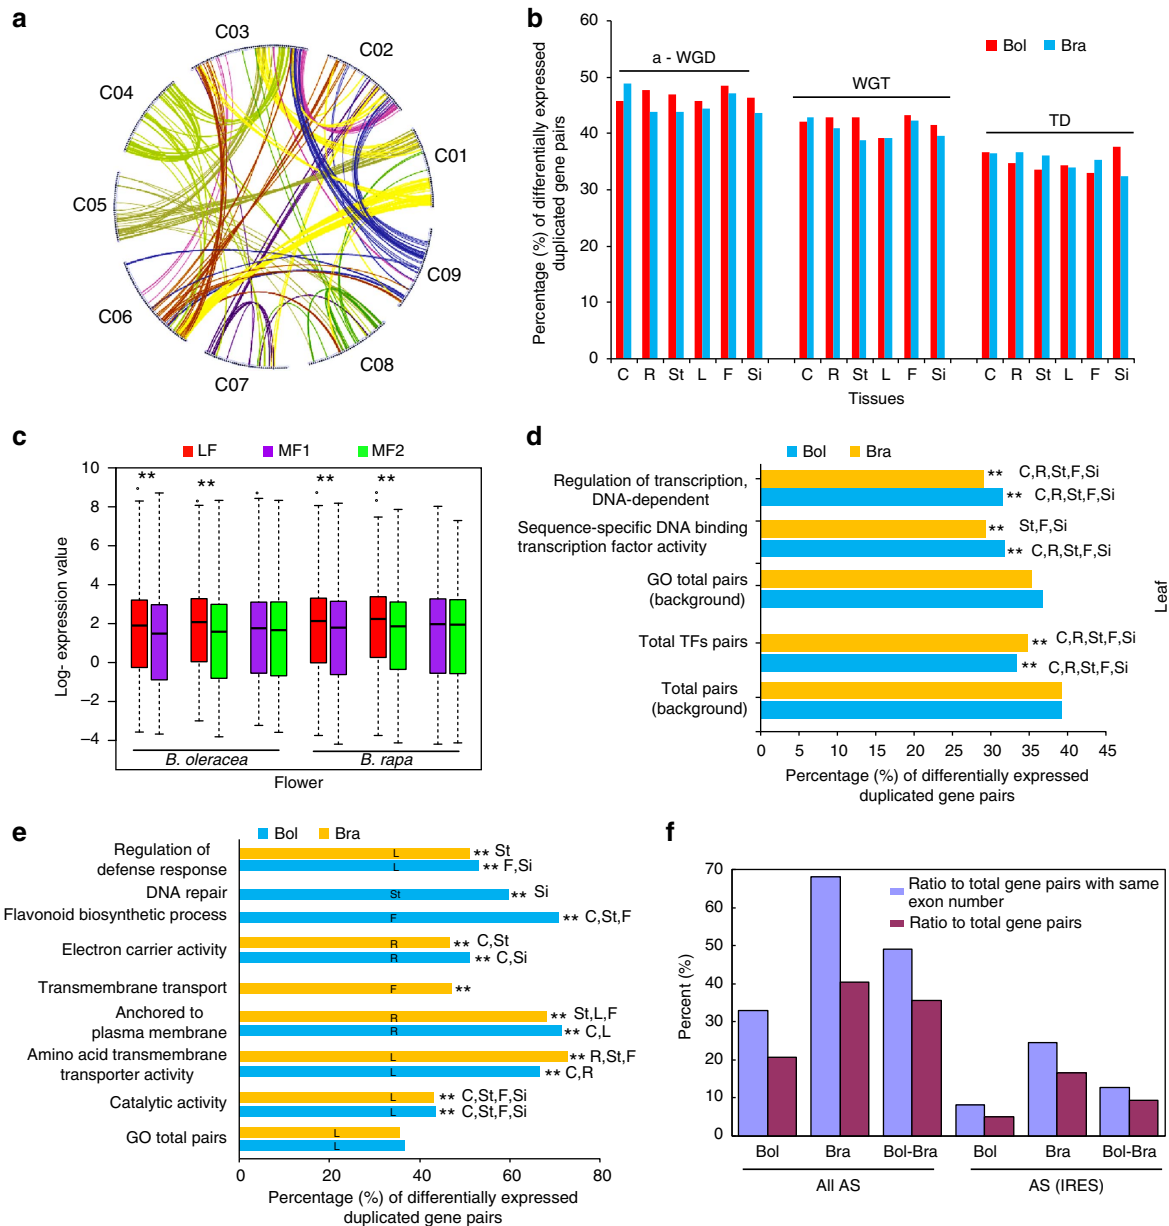 a
C03
C02
C04
C01
C05
C09
C06
C08
C07
b
Percentage (%) of differentially expressed
duplicated gene pairs
60
50
40
30
20
10
0
Bol
Bra
a - WGD
WGT
TD
C R St L F Si
C R St L F Si
C R St L F Si
Tissues
c
LF
MF1
MF2
Log- expression value
10
8
6
4
2
0
−2
−4
**
**
**
**
B. oleracea
B. rapa
Flower
d
Bol
Bra
Regulation of transcription,
DNA-dependent
** C,R,St,F,Si
** C,R,St,F,Si
Sequence-specific DNA binding
transcription factor activity
** St,F,Si
** C,R,St,F,Si
GO total pairs
(background)
Total TFs pairs
** C,R,St,F,Si
** C,R,St,F,Si
Total pairs
(background)
Leaf
0 5 10 15 20 25 30 35 40 45
Percentage (%) of differentially expressed
duplicated gene pairs
e
Bol
Bra
Regulation of
defense response
L ** St
L ** F,Si
DNA repair
St ** Si
Flavonoid biosynthetic process
F ** C,St,F
Electron carrier activity
R ** C,St
R ** C,Si
Transmembrane transport
F **
Anchored to
plasma membrane
R ** St,L,F
R ** C,L
Amino acid transmembrane
transporter activity
L ** R,St,F
L ** C,R
Catalytic activity
L ** C,St,F,Si
L ** C,St,F,Si
GO total pairs
L
L
0 20 40 60 80
Percentage (%) of differentially expressed
duplicated gene pairs
f
Percent (%)
70
60
50
40
30
20
10
0
Ratio to total gene pairs with same
exon number
Ratio to total gene pairs
Bol Bra Bol-Bra Bol Bra Bol-Bra
All AS
AS (IRES)